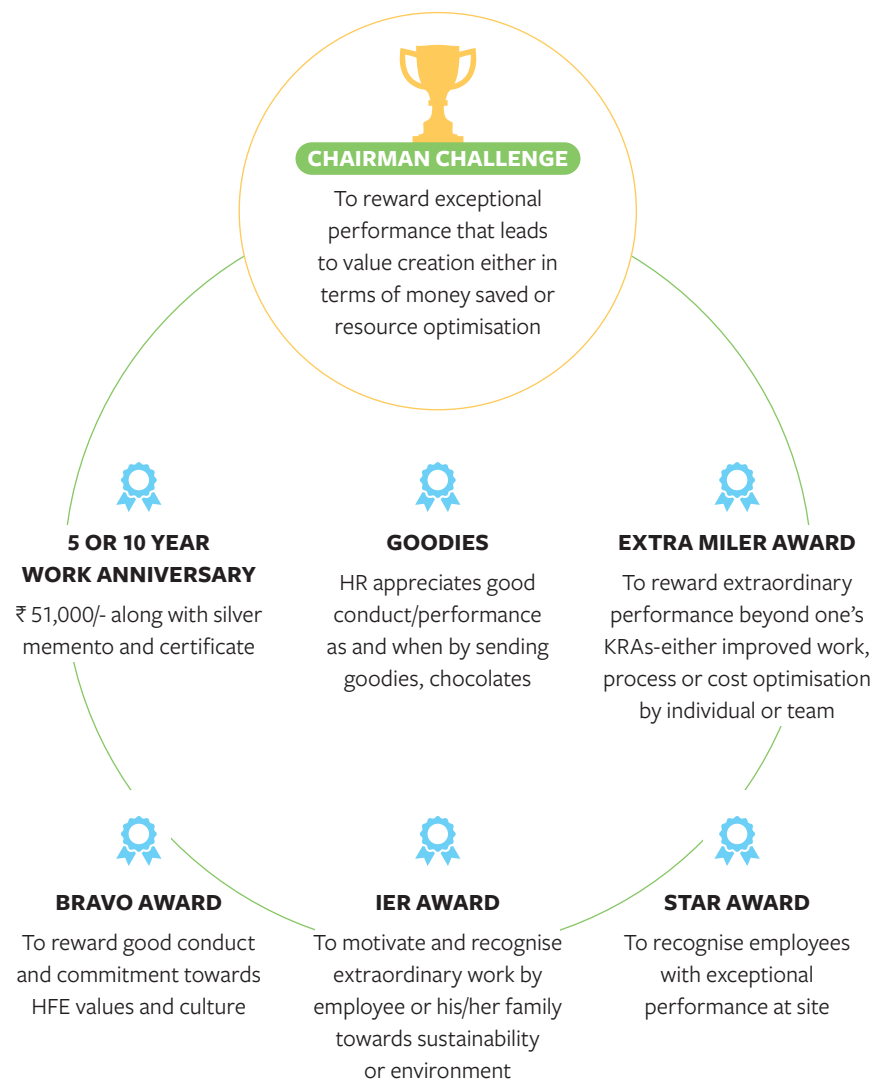 CHAIRMAN CHALLENGE
To reward exceptional
performance that leads
to value creation either in
terms of money saved or
resource optimisation
5 OR 10 YEAR
WORK ANNIVERSARY
₹ 51,000/- along with silver
memento and certificate
GOODIES
HR appreciates good
conduct/performance
as and when by sending
goodies, chocolates
EXTRA MILER AWARD
To reward extraordinary
performance beyond one’s
KRAs-either improved work,
process or cost optimisation
by individual or team
BRAVO AWARD
To reward good conduct
and commitment towards
HFE values and culture
IER AWARD
To motivate and recognise
extraordinary work by
employee or his/her family
towards sustainability
or environment
STAR AWARD
To recognise employees
with exceptional
performance at site